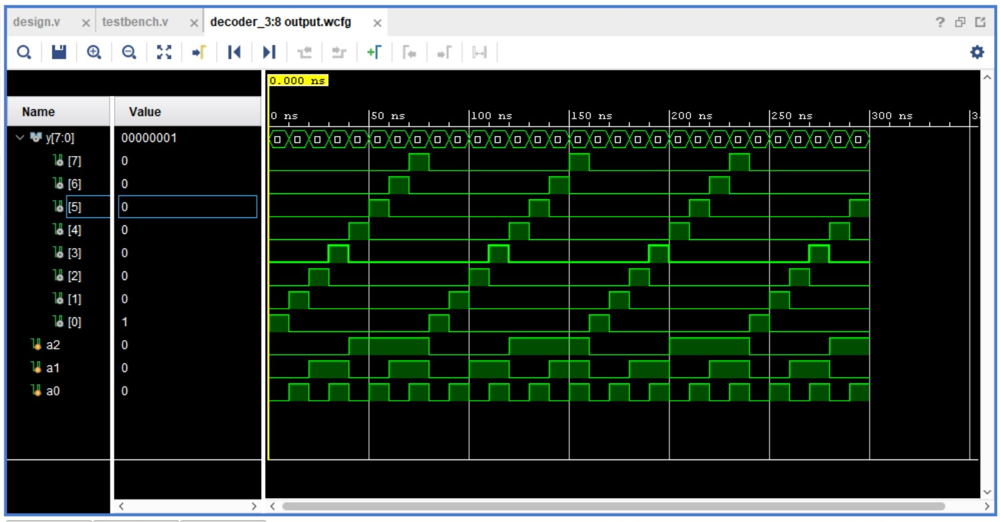 design.v × testbench.v × decoder_3:8 output.wcfg ×
0.000 ns
Name Value
0 ns 50 ns 100 ns 150 ns 200 ns 250 ns 300 ns 3
y[7:0] 00000001
[7] 0
[6] 0
[5] 0
[4] 0
[3] 0
[2] 0
[1] 0
[0] 1
a2 0
a1 0
a0 0